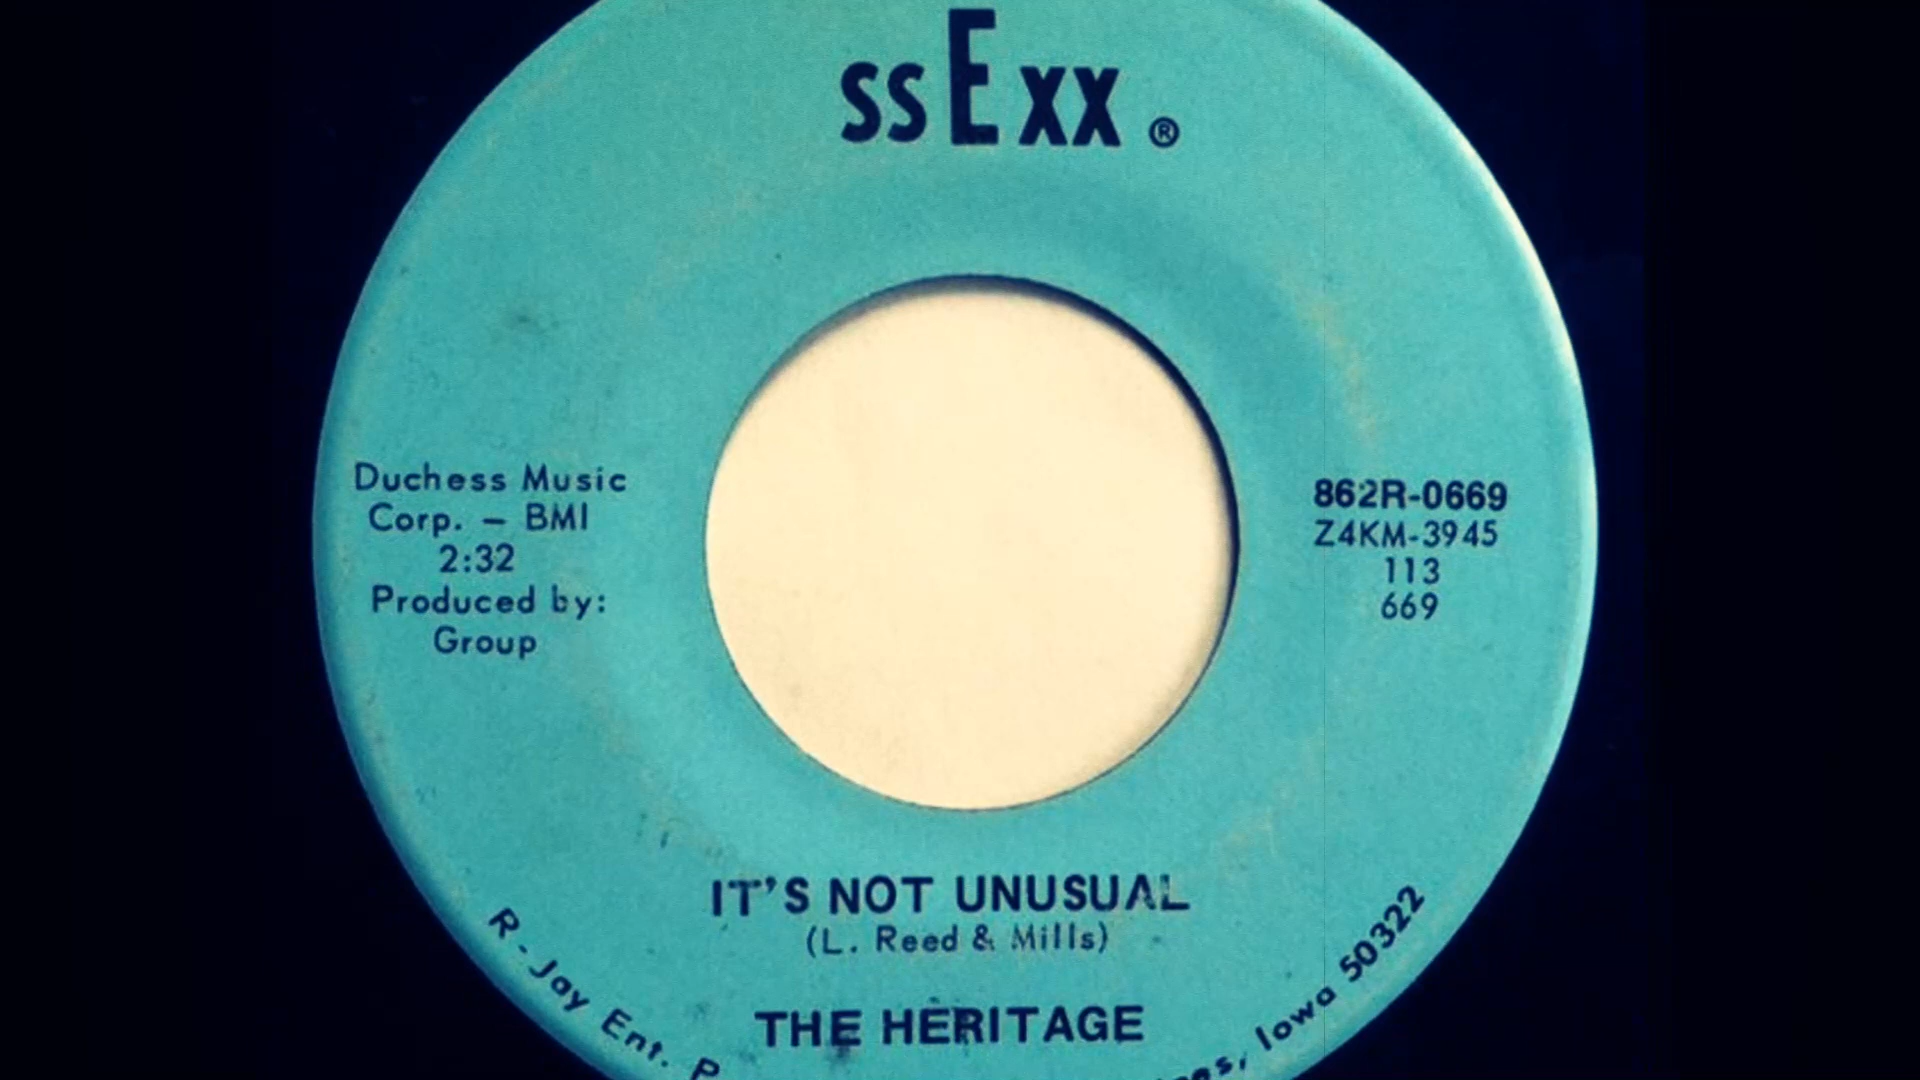 ssExx ®
Duchess Music
Corp. – BMI
2:32
Produced by:
Group
862R-0669
Z4KM-3945
113
669
IT'S NOT UNUSUAL
(L. Reed & Mills)
THE HERITAGE
R-Jay Ent. P
Iowa 50322